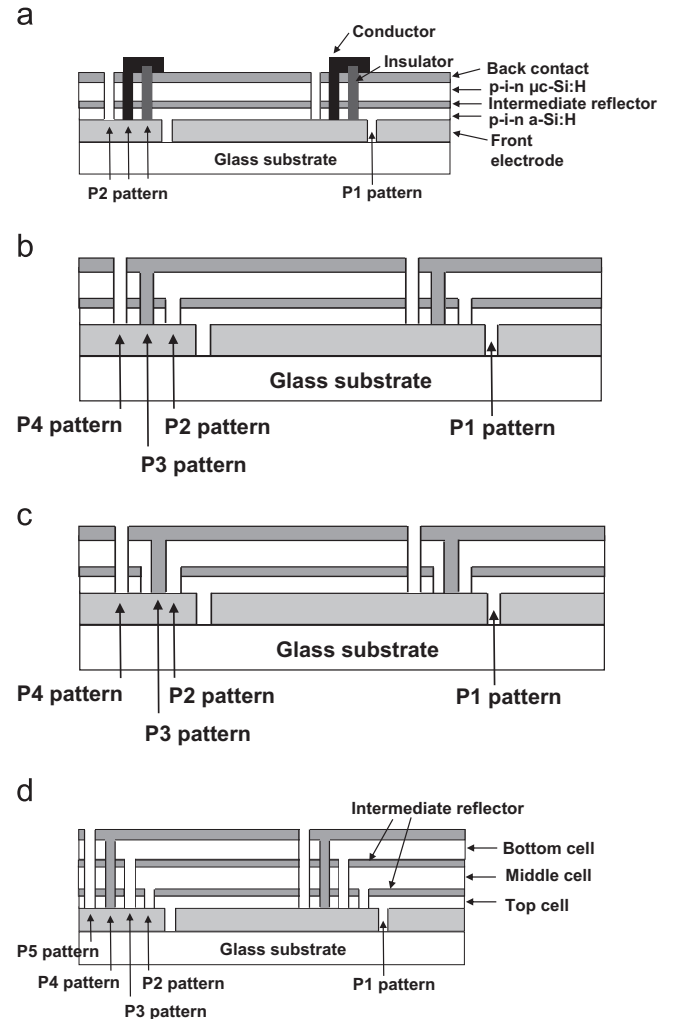 a
Conductor
Insulator
Back contact
p-i-n µc-Si:H
Intermediate reflector
p-i-n a-Si:H
Front
electrode
Glass substrate
P2 pattern
P1 pattern
b
Glass substrate
P4 pattern
P2 pattern
P1 pattern
P3 pattern
c
Glass substrate
P4 pattern
P2 pattern
P1 pattern
P3 pattern
d
Intermediate reflector
Bottom cell
Middle cell
Top cell
P5 pattern
Glass substrate
P4 pattern
P2 pattern
P1 pattern
P3 pattern